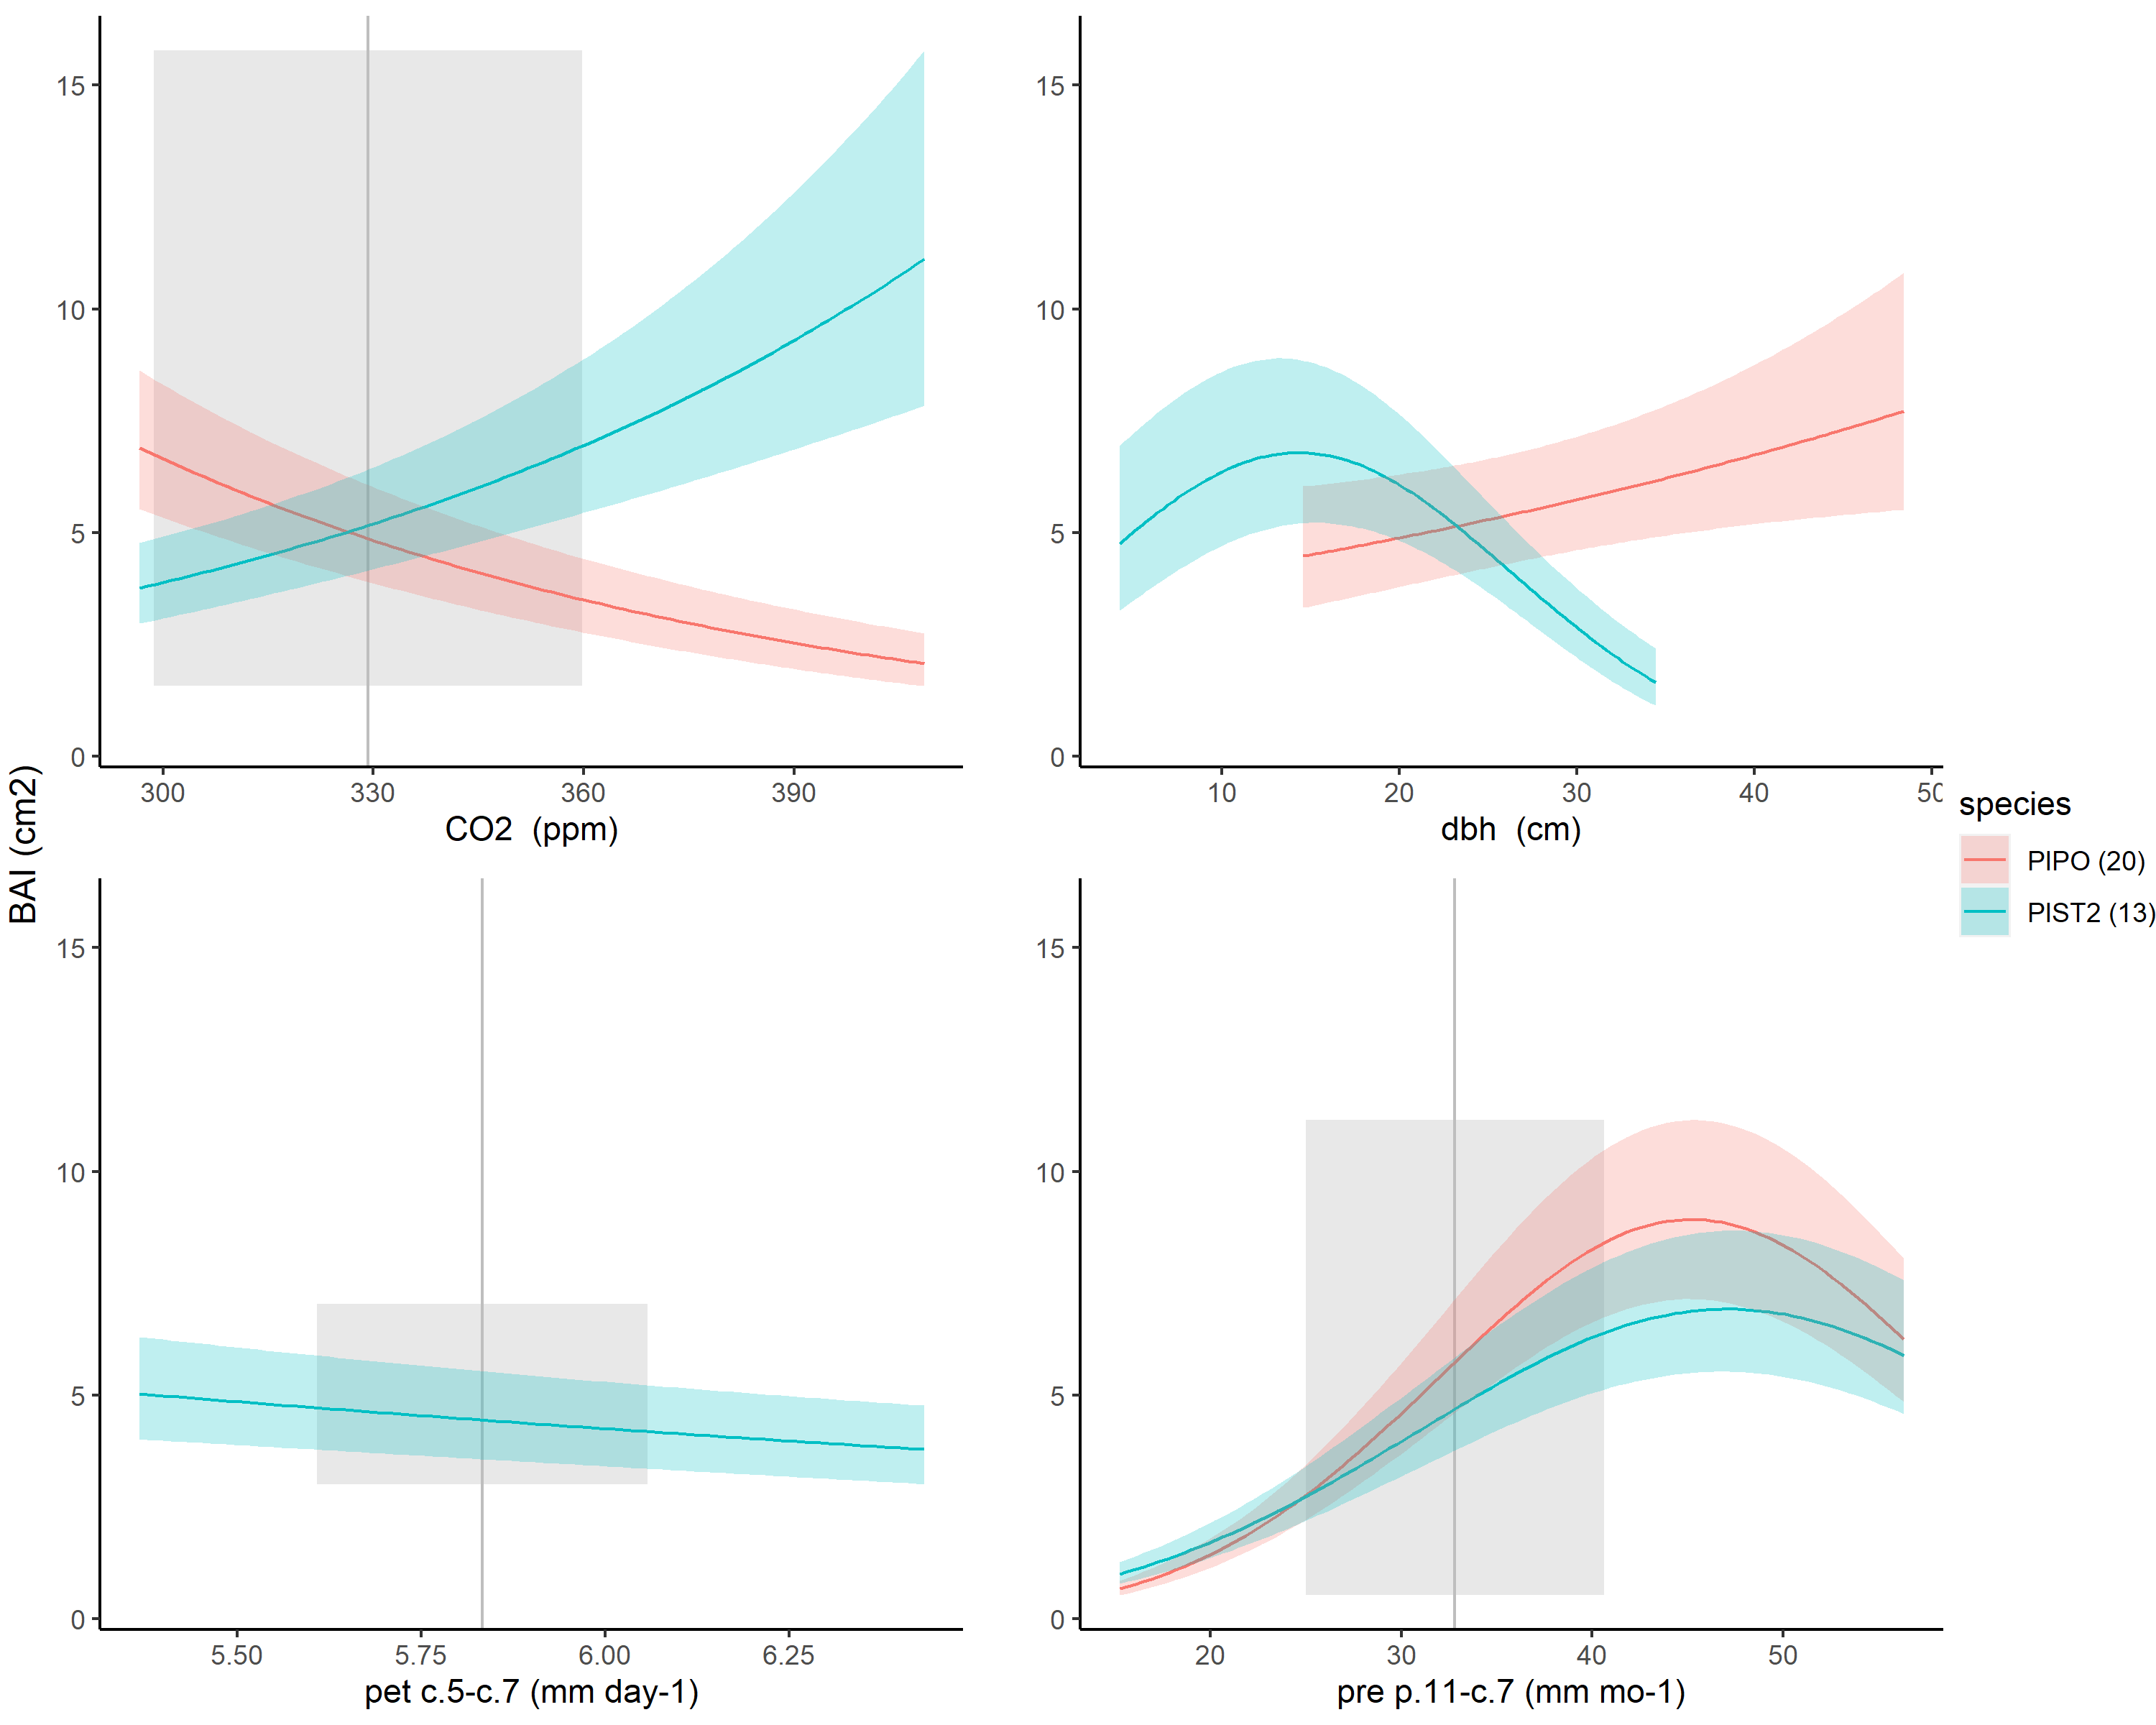 15
10
5
0
300 330 360 390
CO2 (ppm)
15
10
5
0
10 20 30 40 50
dbh (cm)
BAI (cm2)
species
PIPO (20)
PIST2 (13)
15
10
5
0
5.50 5.75 6.00 6.25
pet c.5-c.7 (mm day-1)
15
10
5
0
20 30 40 50
pre p.11-c.7 (mm mo-1)